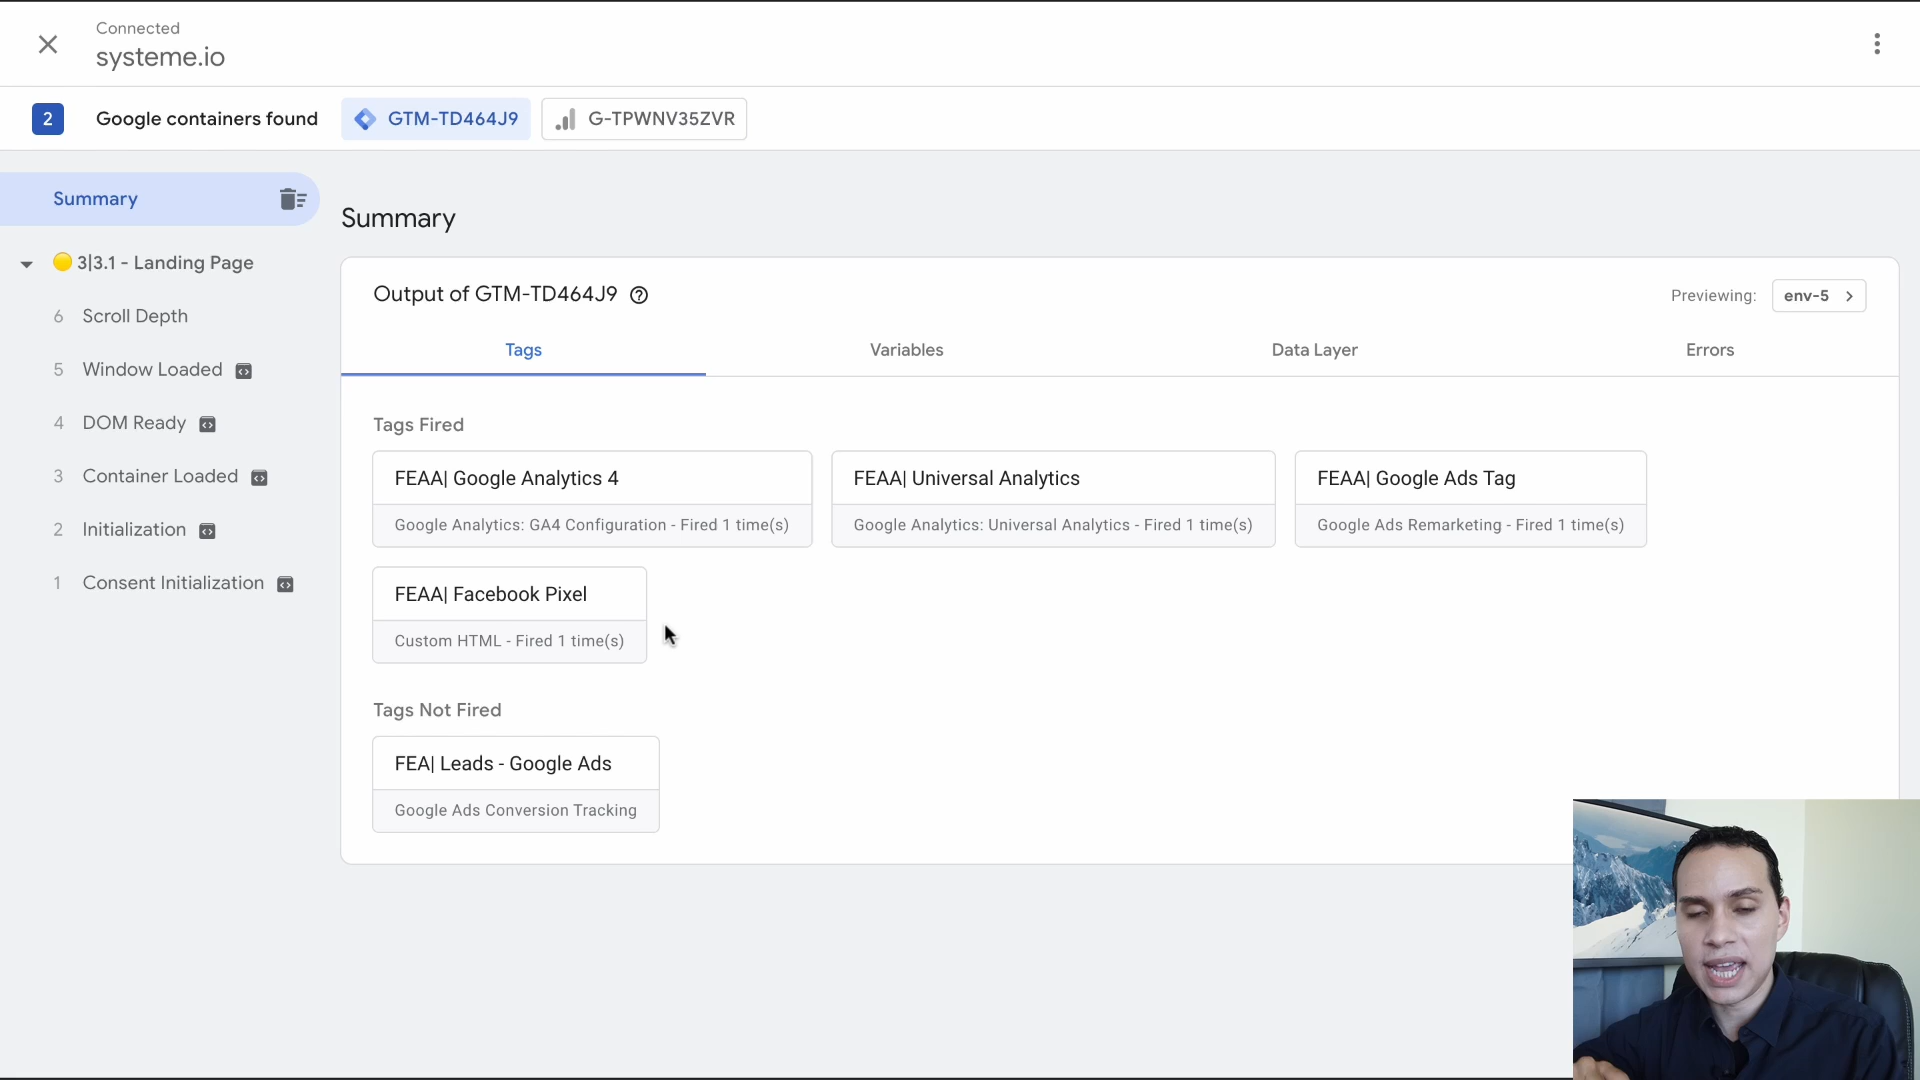 Connected
systeme.io
2 Google containers found GTM-TD464J9 G-TPWNV35ZVR
Summary
3|3.1 - Landing Page
6 Scroll Depth
5 Window Loaded
4 DOM Ready
3 Container Loaded
2 Initialization
1 Consent Initialization
Summary
Output of GTM-TD464J9
Previewing: env-5
Tags Variables Data Layer Errors
Tags Fired
FEAA| Google Analytics 4
Google Analytics: GA4 Configuration - Fired 1 time(s)
FEAA| Universal Analytics
Google Analytics: Universal Analytics - Fired 1 time(s)
FEAA| Google Ads Tag
Google Ads Remarketing - Fired 1 time(s)
FEAA| Facebook Pixel
Custom HTML - Fired 1 time(s)
Tags Not Fired
FEA| Leads - Google Ads
Google Ads Conversion Tracking